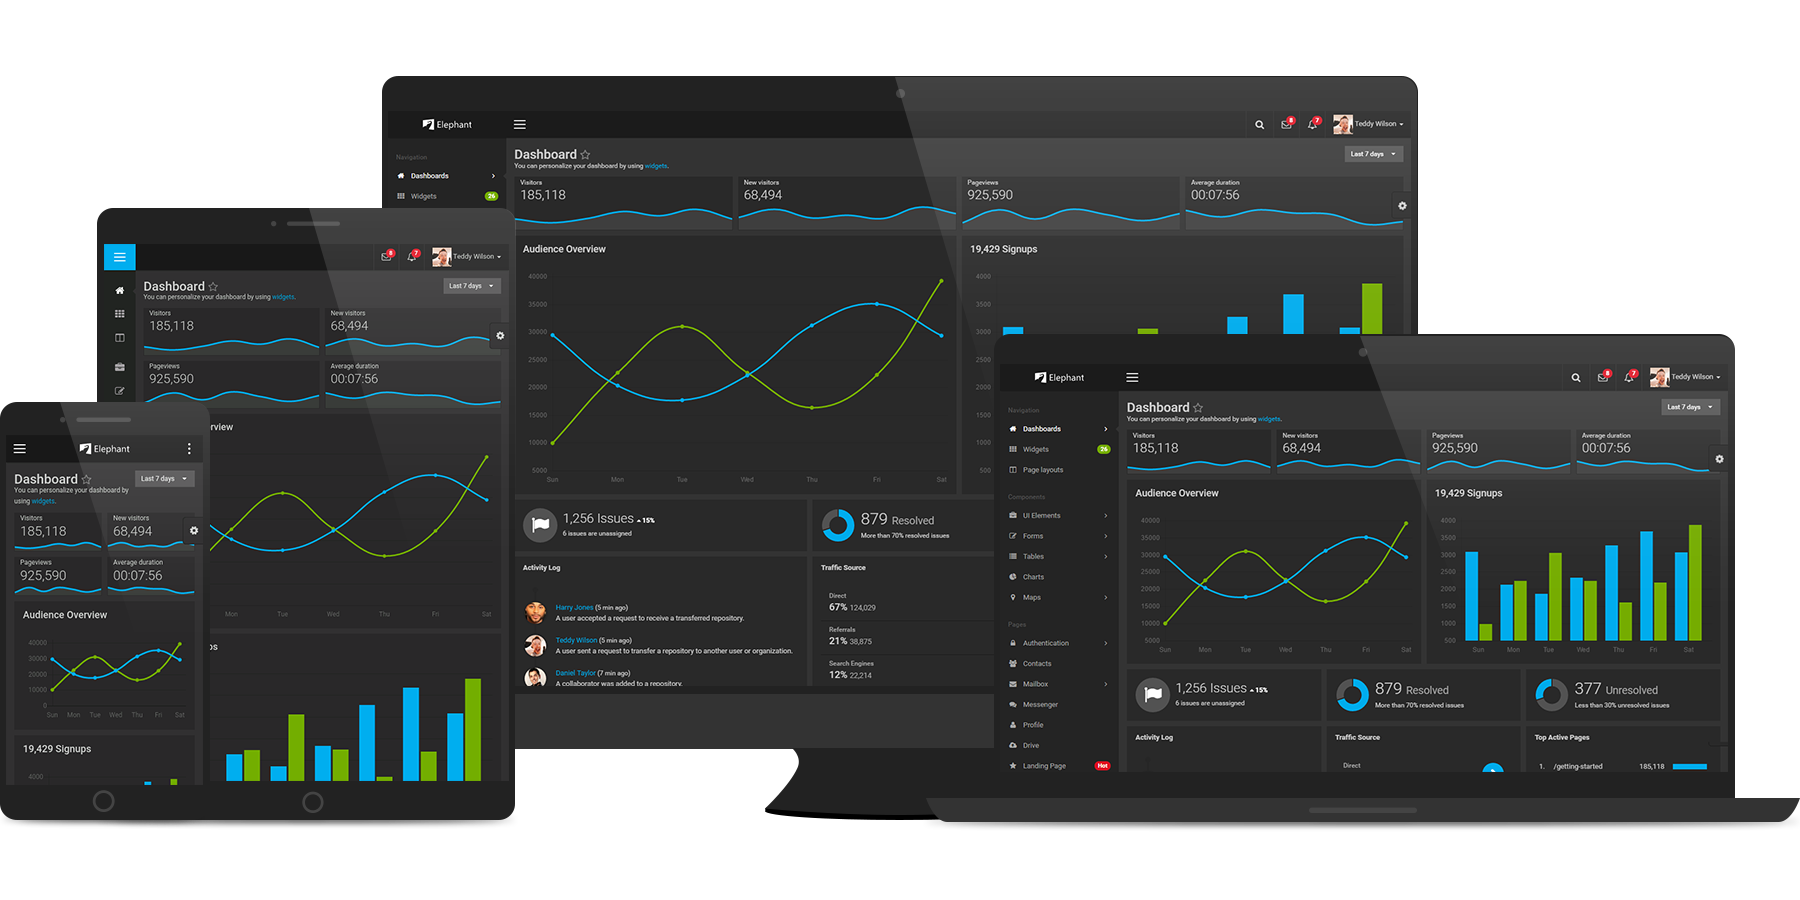 Elephant
8
7
Teddy Wilson
Navigation
Dashboards
Widgets
26
Dashboard
You can personalize your dashboard by using widgets.
Last 7 days
Visitors
185,118
New visitors
68,494
Pageviews
925,590
Average duration
00:07:56
Audience Overview
40000
35000
30000
25000
20000
15000
10000
5000
Sun Mon Tue Wed Thu Fri Sat
19,429 Signups
4000
3500
3000
2500
2000
1500
1000
500
1,256 Issues 15%
6 issues are unassigned
879 Resolved
More than 70% resolved issues
Activity Log
Harry Jones (5 min ago)
A user accepted a request to receive a transferred repository.
Teddy Wilson (5 min ago)
A user sent a request to transfer a repository to another user or organization.
Daniel Taylor (7 min ago)
A collaborator was added to a repository.
Traffic Source
Direct
67% 124,029
Referrals
21% 38,875
Search Engines
12% 22,214
8
7
Teddy Wilson
Dashboard
You can personalize your dashboard by using widgets.
Last 7 days
Visitors
185,118
New visitors
68,494
Pageviews
925,590
Average duration
00:07:56
rview
Mon Tue Wed Thu Fri Sat
ps
Elephant
Dashboard
You can personalize your dashboard by
using widgets.
Last 7 days
Visitors
185,118
New visitors
68,494
Pageviews
925,590
Average duration
00:07:56
Audience Overview
40000
30000
20000
10000
0
Sun Mon Tue Wed Thu Fri Sat
19,429 Signups
4000
Elephant
8
7
Teddy Wilson
Navigation
Dashboards
Widgets
26
Page layouts
Components
UI Elements
Forms
Tables
Charts
Maps
Pages
Authentication
Contacts
Mailbox
Messenger
Profile
Drive
Landing Page
Hot
Dashboard
You can personalize your dashboard by using widgets.
Last 7 days
Visitors
185,118
New visitors
68,494
Pageviews
925,590
Average duration
00:07:56
Audience Overview
40000
35000
30000
25000
20000
15000
10000
5000
Sun Mon Tue Wed Thu Fri Sat
19,429 Signups
4000
3500
3000
2500
2000
1500
1000
500
Sun Mon Tue Wed Thu Fri Sat
1,256 Issues 15%
6 issues are unassigned
879 Resolved
More than 70% resolved issues
377 Unresolved
Less than 30% unresolved issues
Activity Log
Traffic Source
Direct
Top Active Pages
1. /getting-started 185,118